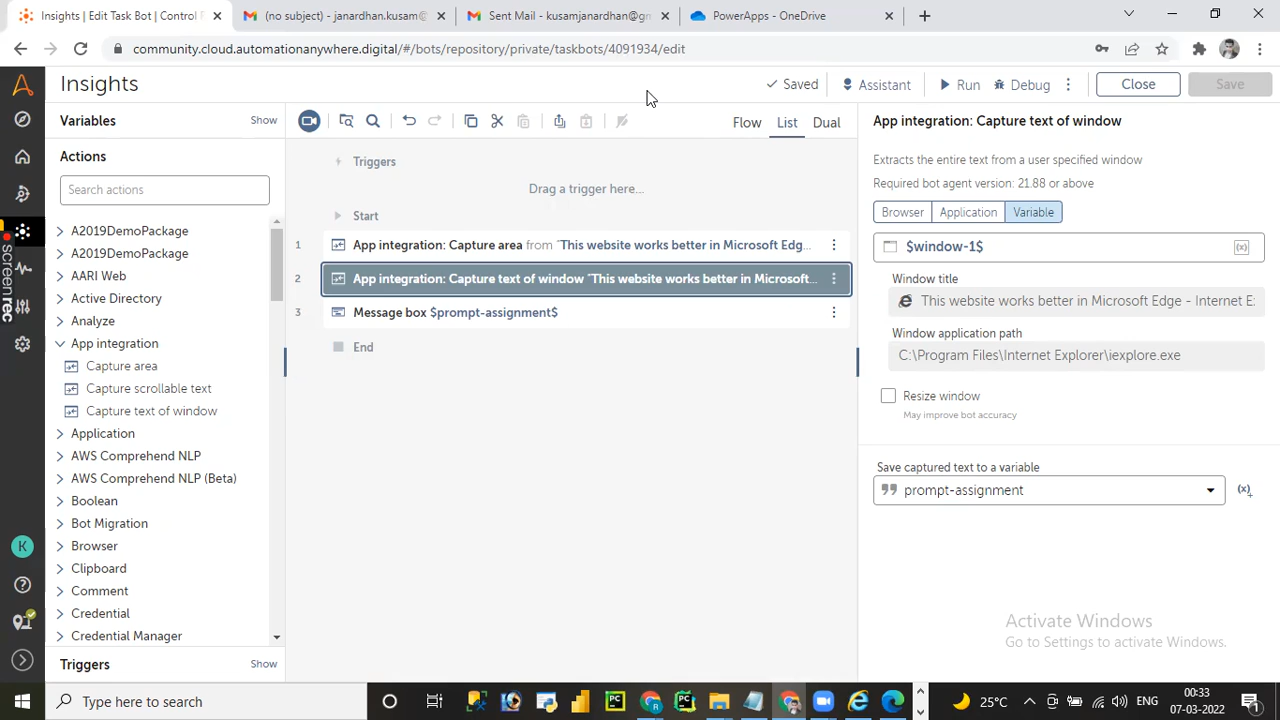 Insights | Edit Task Bot | Control R
(no subject) - janardhan.kusam@
Sent Mail - kusamjanardhan@gm
PowerApps - OneDrive
community.cloud.automationanywhere.digital/#/bots/repository/private/taskbots/4091934/edit
Insights
Saved
Assistant
Run
Debug
Close
Save
Variables
Show
Flow
List
Dual
App integration: Capture text of window
Actions
Search actions
Extracts the entire text from a user specified window
Required bot agent version: 21.88 or above
Browser
Application
Variable
$window-1$
(x)
Window title
This website works better in Microsoft Edge - Internet E:
Window application path
C:\Program Files\Internet Explorer\iexplore.exe
Resize window
May improve bot accuracy
Save captured text to a variable
prompt-assignment
(x)
Triggers
Drag a trigger here...
Start
1 App integration: Capture area from "This website works better in Microsoft Edg...
2 App integration: Capture text of window "This website works better in Microsoft...
3 Message box $prompt-assignment$
End
A2019DemoPackage
A2019DemoPackage
AARI Web
Active Directory
Analyze
App integration
Capture area
Capture scrollable text
Capture text of window
Application
AWS Comprehend NLP
AWS Comprehend NLP (Beta)
Boolean
Bot Migration
Browser
Clipboard
Comment
Credential
Credential Manager
Triggers
Show
screenrec
K
Activate Windows
Go to Settings to activate Windows.
Type here to search
25°C
ENG
00:33
07-03-2022
1